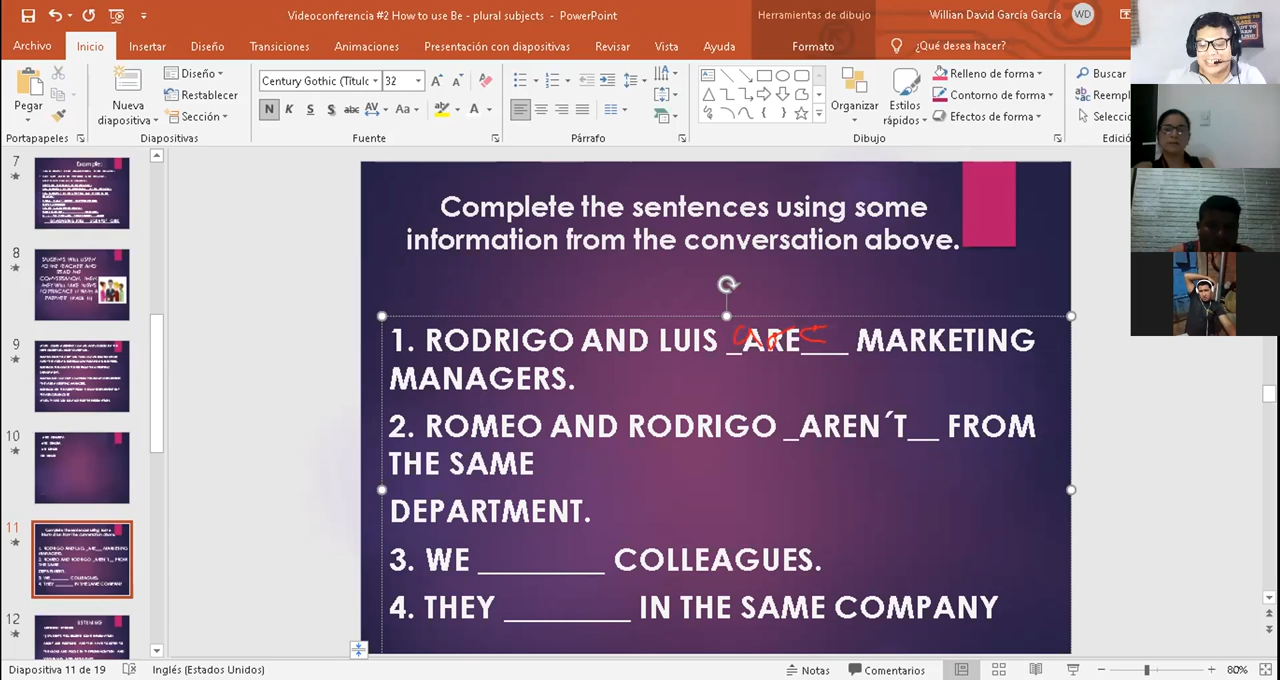 Videoconferencia #2 How to use Be - plural subjects - PowerPoint
Herramientas de dibujo
Willian David García García
WD
Archivo
Inicio
Insertar
Diseño
Transiciones
Animaciones
Presentación con diapositivas
Revisar
Vista
Ayuda
Formato
¿Qué desea hacer?
Pegar
Nueva diapositiva
Diseño
Restablecer
Sección
Century Gothic (Títulc
32
N K S S abc AV Aa A
Organizar
Estilos rápidos
Relleno de forma
Contorno de forma
Efectos de forma
Buscar
Reempl
Selecci
Portapapeles
Diapositivas
Fuente
Párrafo
Dibujo
Edició
7
8
9
10
11
12
Complete the sentences using some
information from the conversation above.
are
1. RODRIGO AND LUIS _ARE___ MARKETING
MANAGERS.
2. ROMEO AND RODRIGO _AREN´T__ FROM
THE SAME
DEPARTMENT.
3. WE ________ COLLEAGUES.
4. THEY ________ IN THE SAME COMPANY
Diapositiva 11 de 19
Inglés (Estados Unidos)
Notas
Comentarios
80%